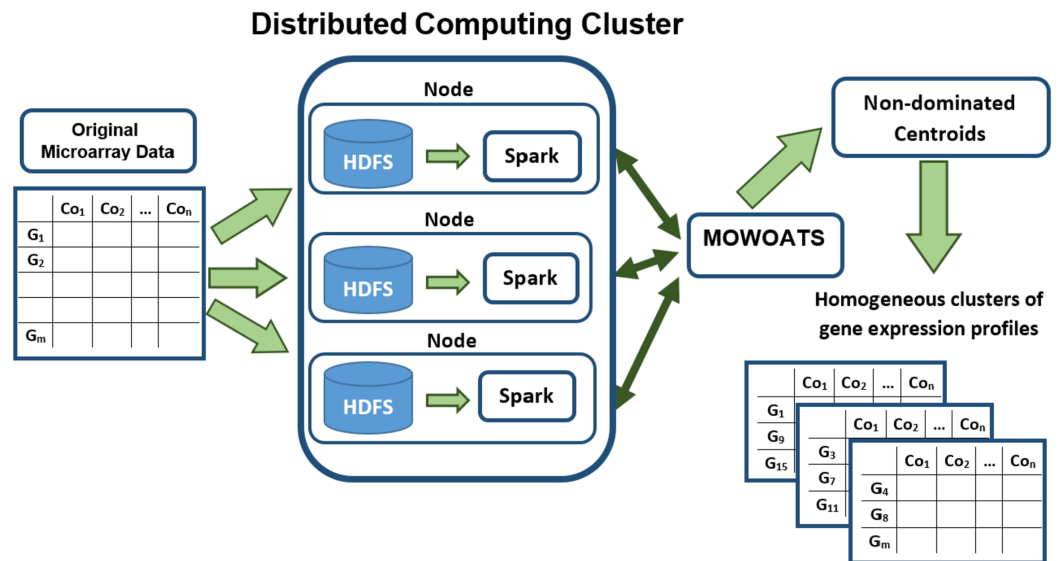 Distributed Computing Cluster
Original
Microarray Data
Co₁ Co₂ ... Coₙ
G₁
G₂
Gₘ
Node
HDFS
Spark
Node
HDFS
Spark
Node
HDFS
Spark
MOWOATS
Non-dominated
Centroids
Homogeneous clusters of
gene expression profiles
Co₁ Co₂ ... Coₙ
G₁
G₉
G₁₅
Co₁ Co₂ ... Coₙ
G₃
G₇
G₁₁
Co₁ Co₂ ... Coₙ
G₄
G₈
Gₘ